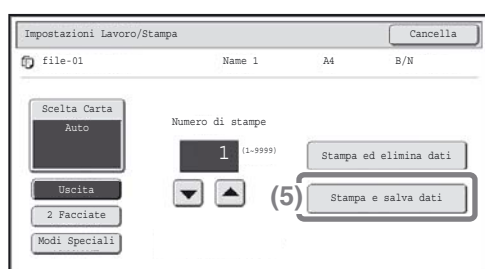 Impostazioni Lavoro/Stampa Cancella
file-01 Name 1 A4 B/N
Scelta Carta
Auto
Numero di stampe
1 (1-9999)
Stampa ed elimina dati
Uscita
(5) Stampa e salva dati
2 Facciate
Modi Speciali